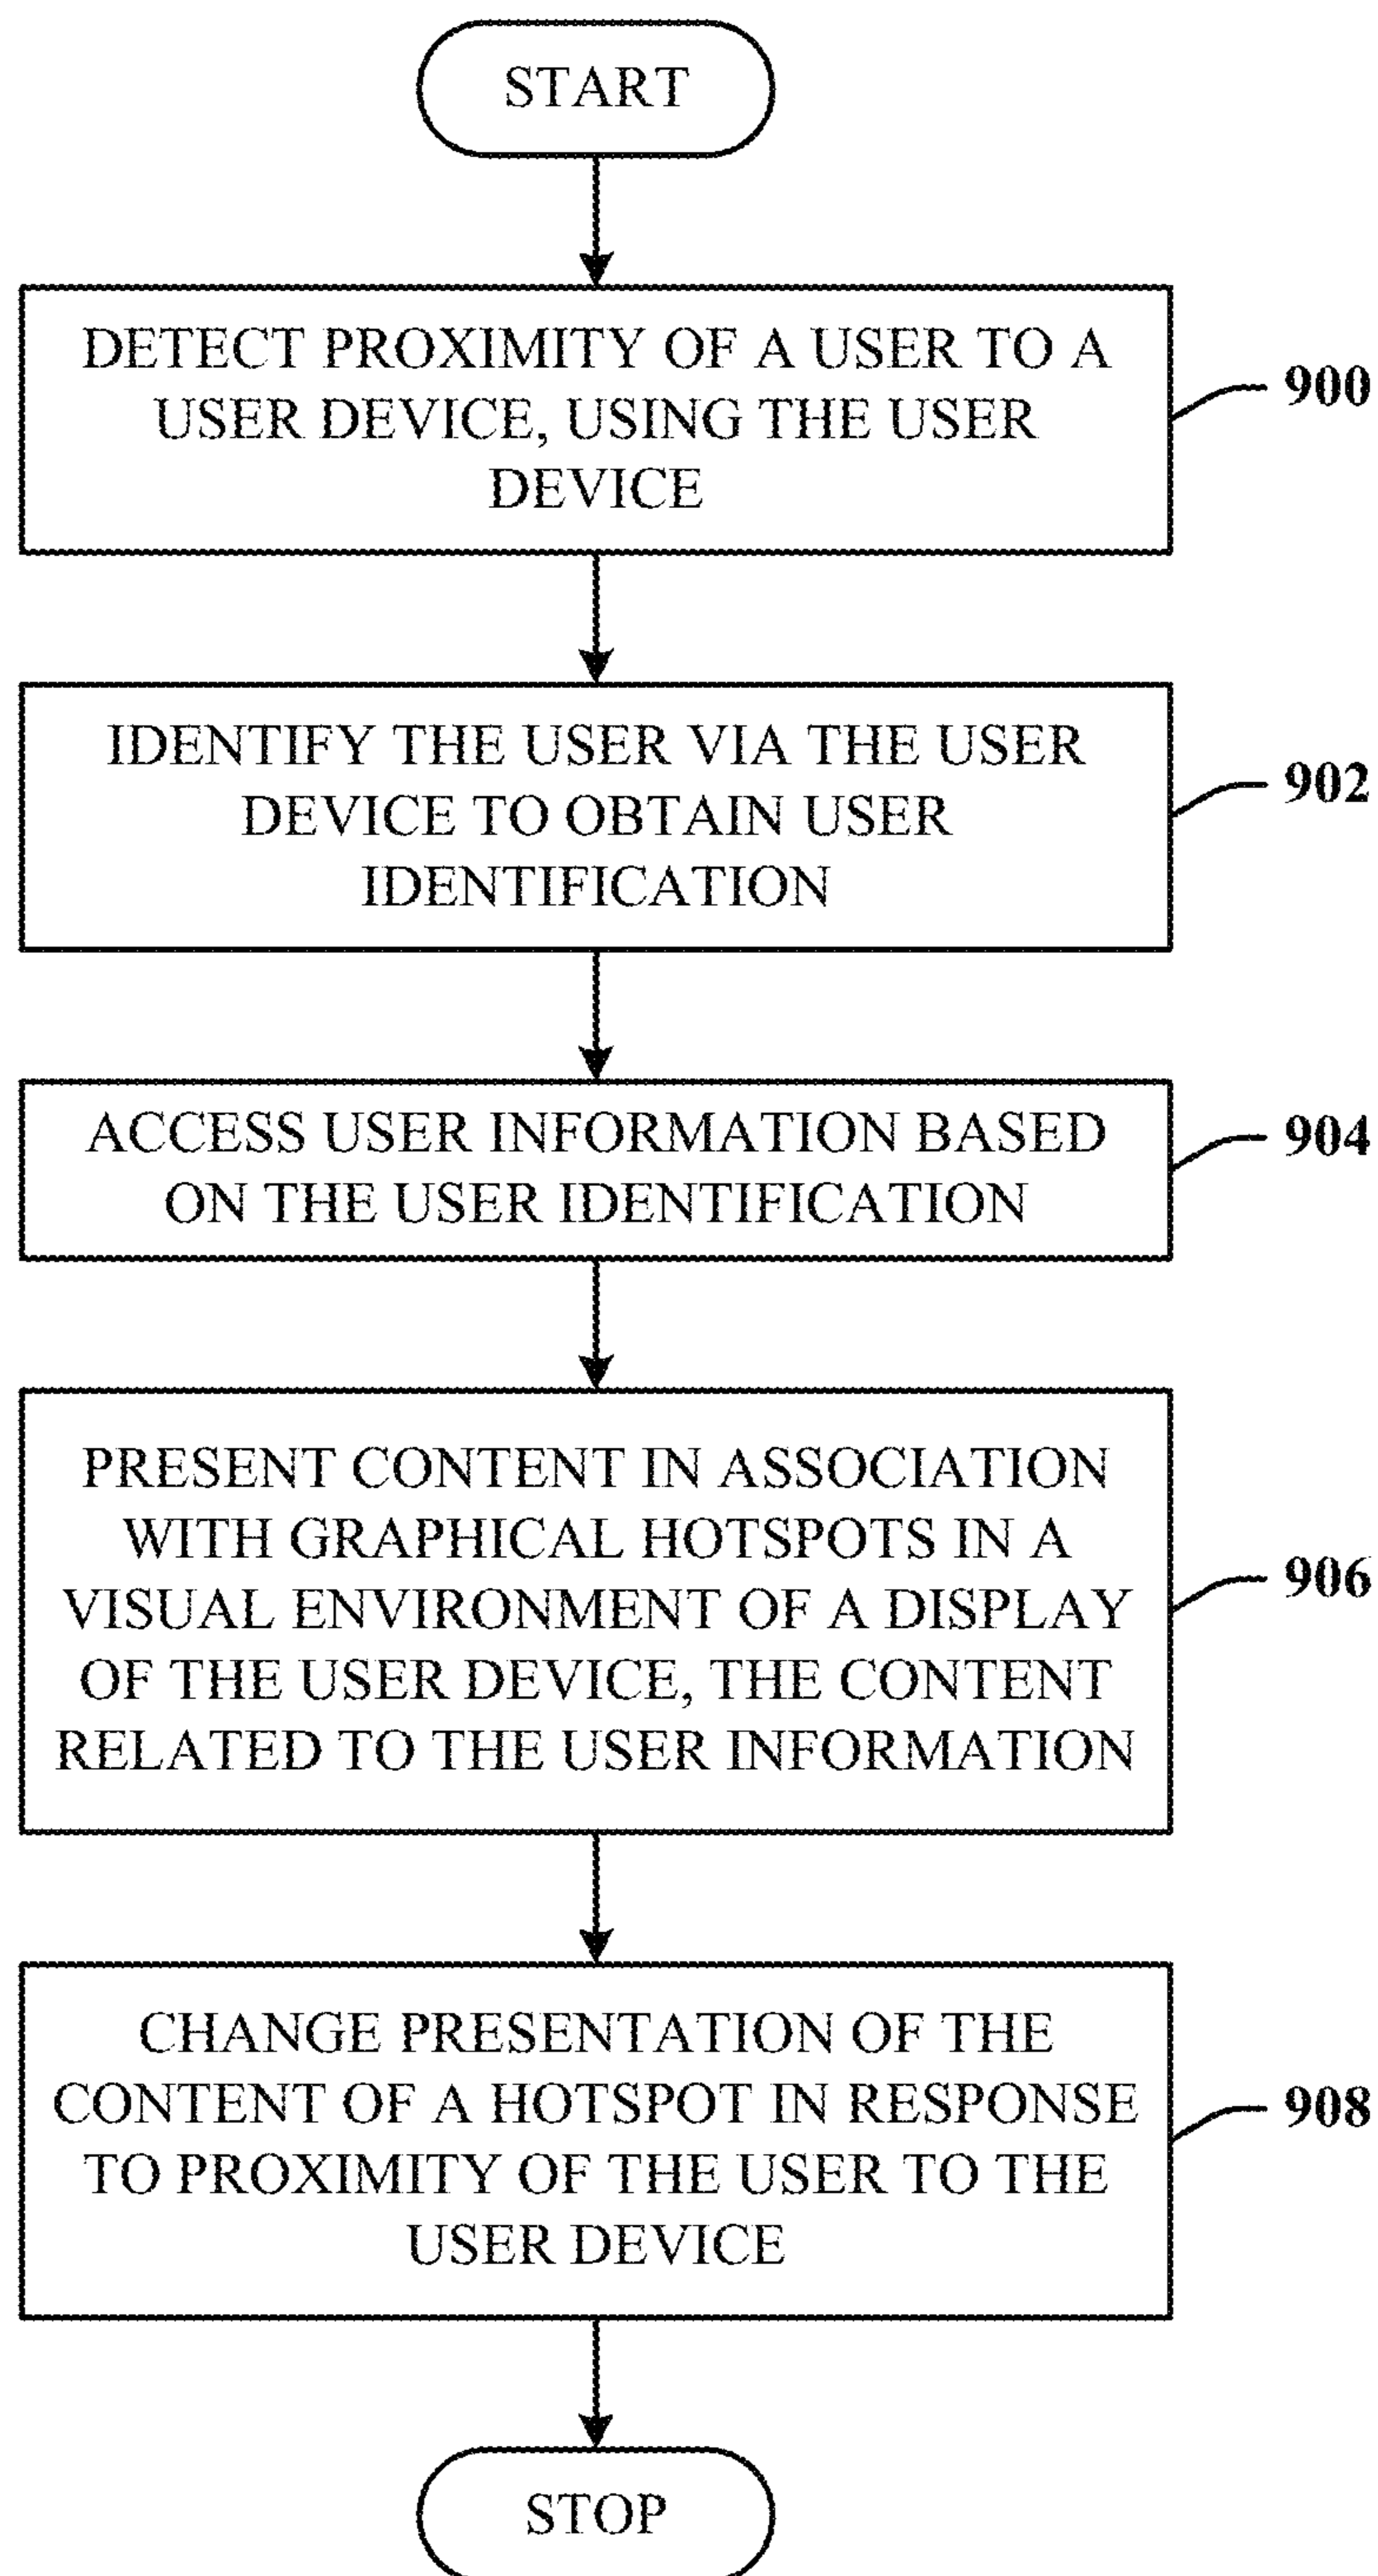 START
DETECT PROXIMITY OF A USER TO A
USER DEVICE, USING THE USER
DEVICE
900
IDENTIFY THE USER VIA THE USER
DEVICE TO OBTAIN USER
IDENTIFICATION
902
ACCESS USER INFORMATION BASED
ON THE USER IDENTIFICATION
904
PRESENT CONTENT IN ASSOCIATION
WITH GRAPHICAL HOTSPOTS IN A
VISUAL ENVIRONMENT OF A DISPLAY
OF THE USER DEVICE, THE CONTENT
RELATED TO THE USER INFORMATION
906
CHANGE PRESENTATION OF THE
CONTENT OF A HOTSPOT IN RESPONSE
TO PROXIMITY OF THE USER TO THE
USER DEVICE
908
STOP